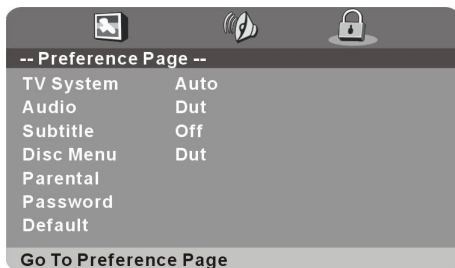 -- Preference Page --
TV System Auto
Audio Dut
Subtitle Off
Disc Menu Dut
Parental
Password
Default
Go To Preference Page